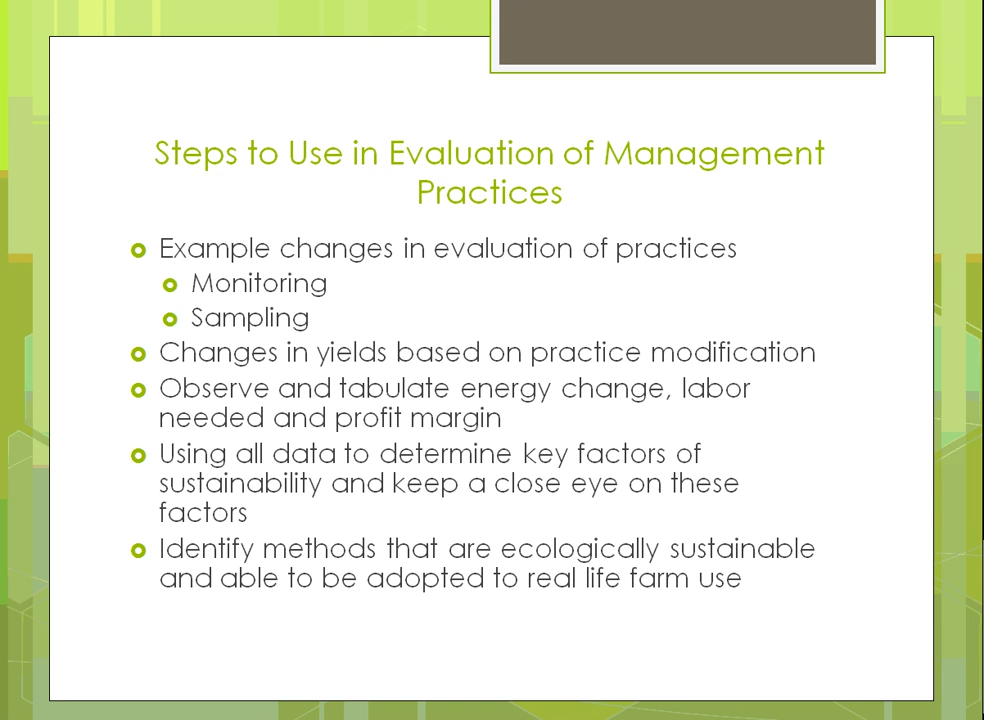 Steps to Use in Evaluation of Management
Practices
Example changes in evaluation of practices
Monitoring
Sampling
Changes in yields based on practice modification
Observe and tabulate energy change, labor
needed and profit margin
Using all data to determine key factors of
sustainability and keep a close eye on these
factors
Identify methods that are ecologically sustainable
and able to be adopted to real life farm use